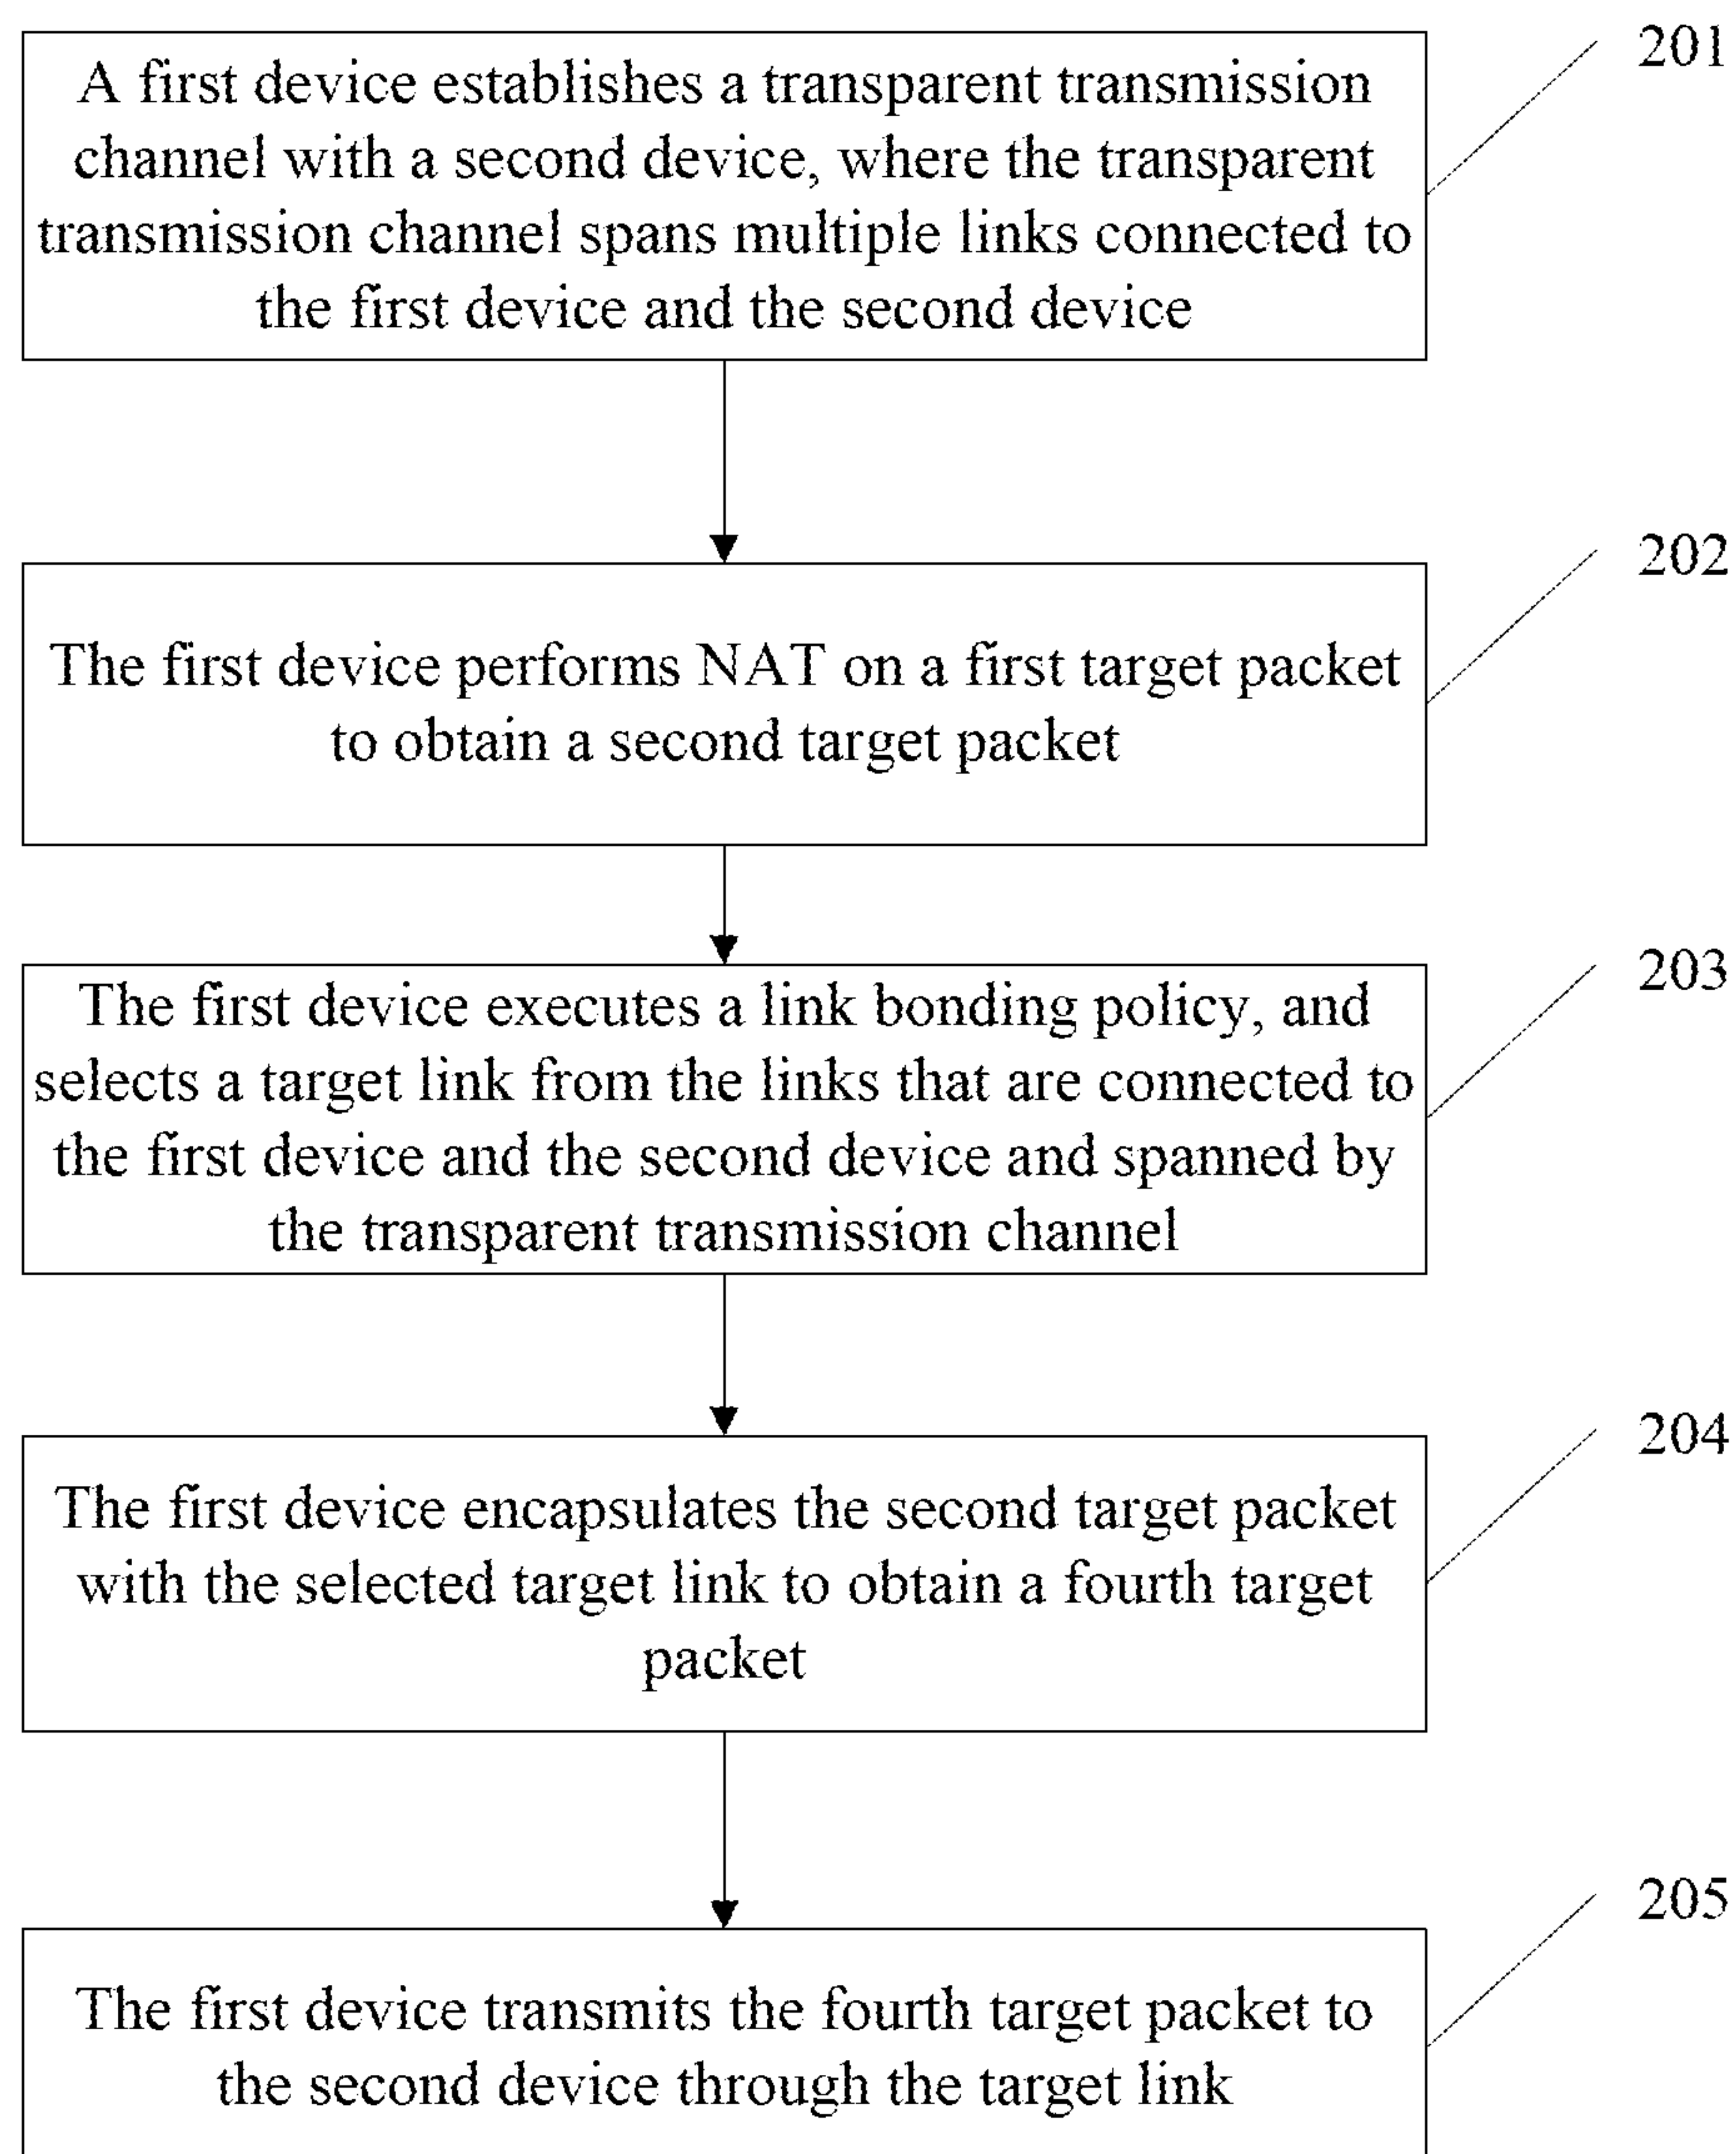 201
A first device establishes a transparent transmission
channel with a second device, where the transparent
transmission channel spans multiple links connected to
the first device and the second device
202
The first device performs NAT on a first target packet
to obtain a second target packet
203
The first device executes a link bonding policy, and
selects a target link from the links that are connected to
the first device and the second device and spanned by
the transparent transmission channel
204
The first device encapsulates the second target packet
with the selected target link to obtain a fourth target
packet
205
The first device transmits the fourth target packet to
the second device through the target link